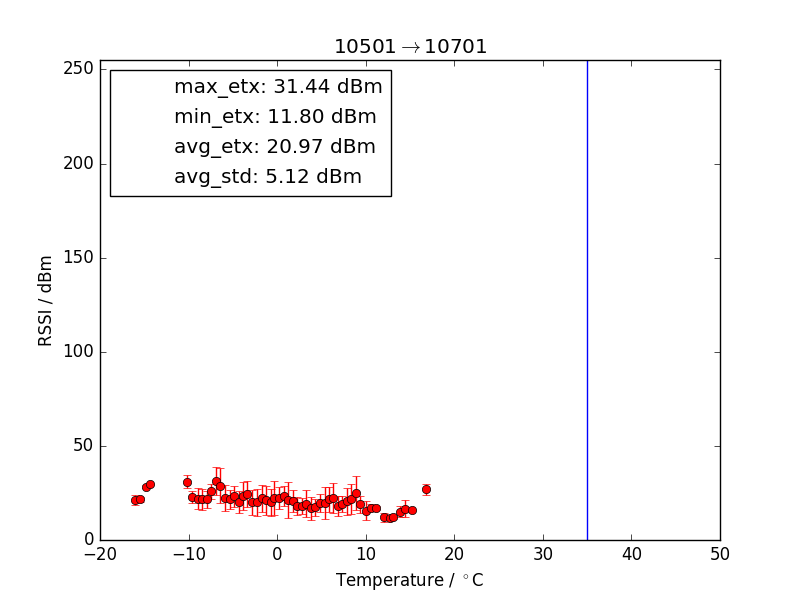 10501→10701
max_etx: 31.44 dBm
min_etx: 11.80 dBm
avg_etx: 20.97 dBm
avg_std: 5.12 dBm
RSSI / dBm
250
200
150
100
50
0
−20 −10 0 10 20 30 40 50
Temperature / °C